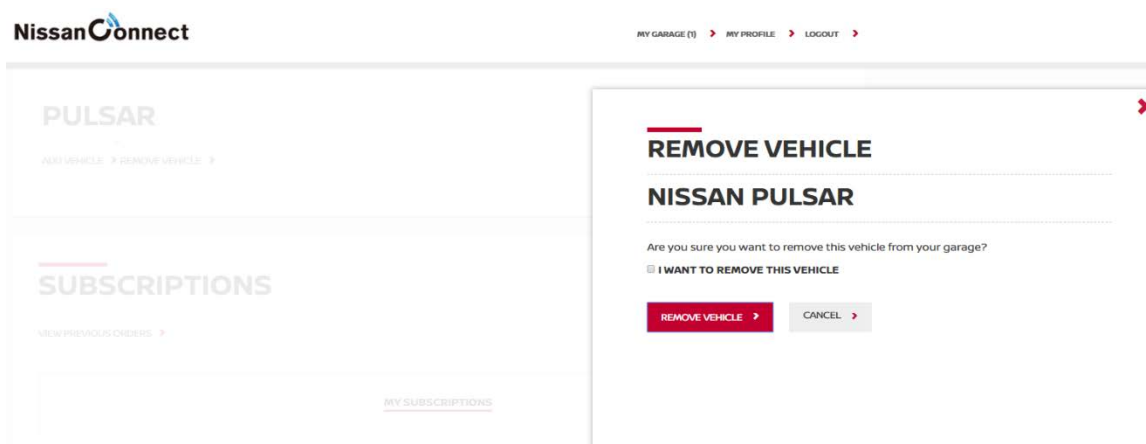 NissanConnect
MY GARAGE (1) MY PROFILE LOGOUT
PULSAR
ADD VEHICLE REMOVE VEHICLE
SUBSCRIPTIONS
VIEW PREVIOUS ORDERS
MY SUBSCRIPTIONS
REMOVE VEHICLE
NISSAN PULSAR
Are you sure you want to remove this vehicle from your garage?
I WANT TO REMOVE THIS VEHICLE
REMOVE VEHICLE CANCEL